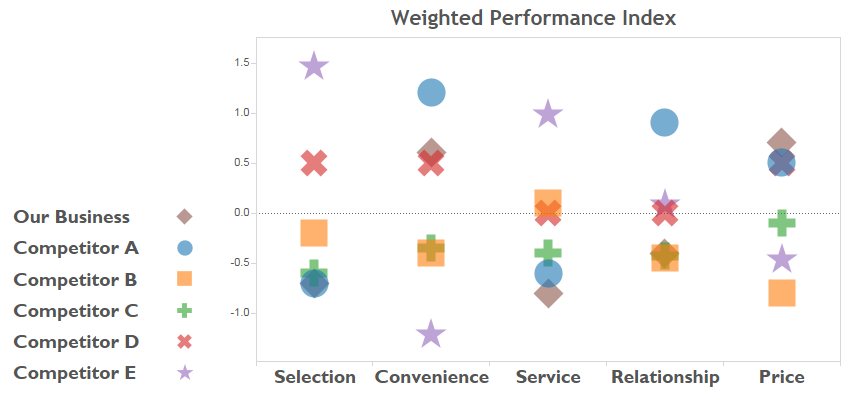 Weighted Performance Index
1.5
1.0
0.5
0.0
-0.5
-1.0
Our Business
Competitor A
Competitor B
Competitor C
Competitor D
Competitor E
Selection Convenience Service Relationship Price